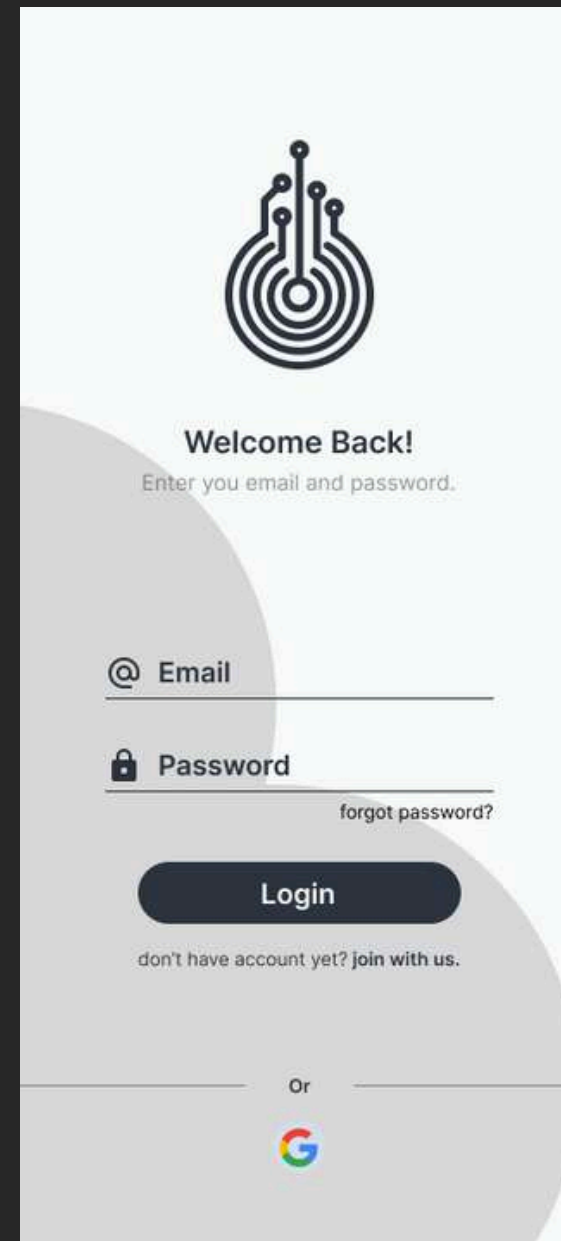 Welcome Back!
Enter you email and password.
Email
Password
forgot password?
Login
don't have account yet? join with us.
Or